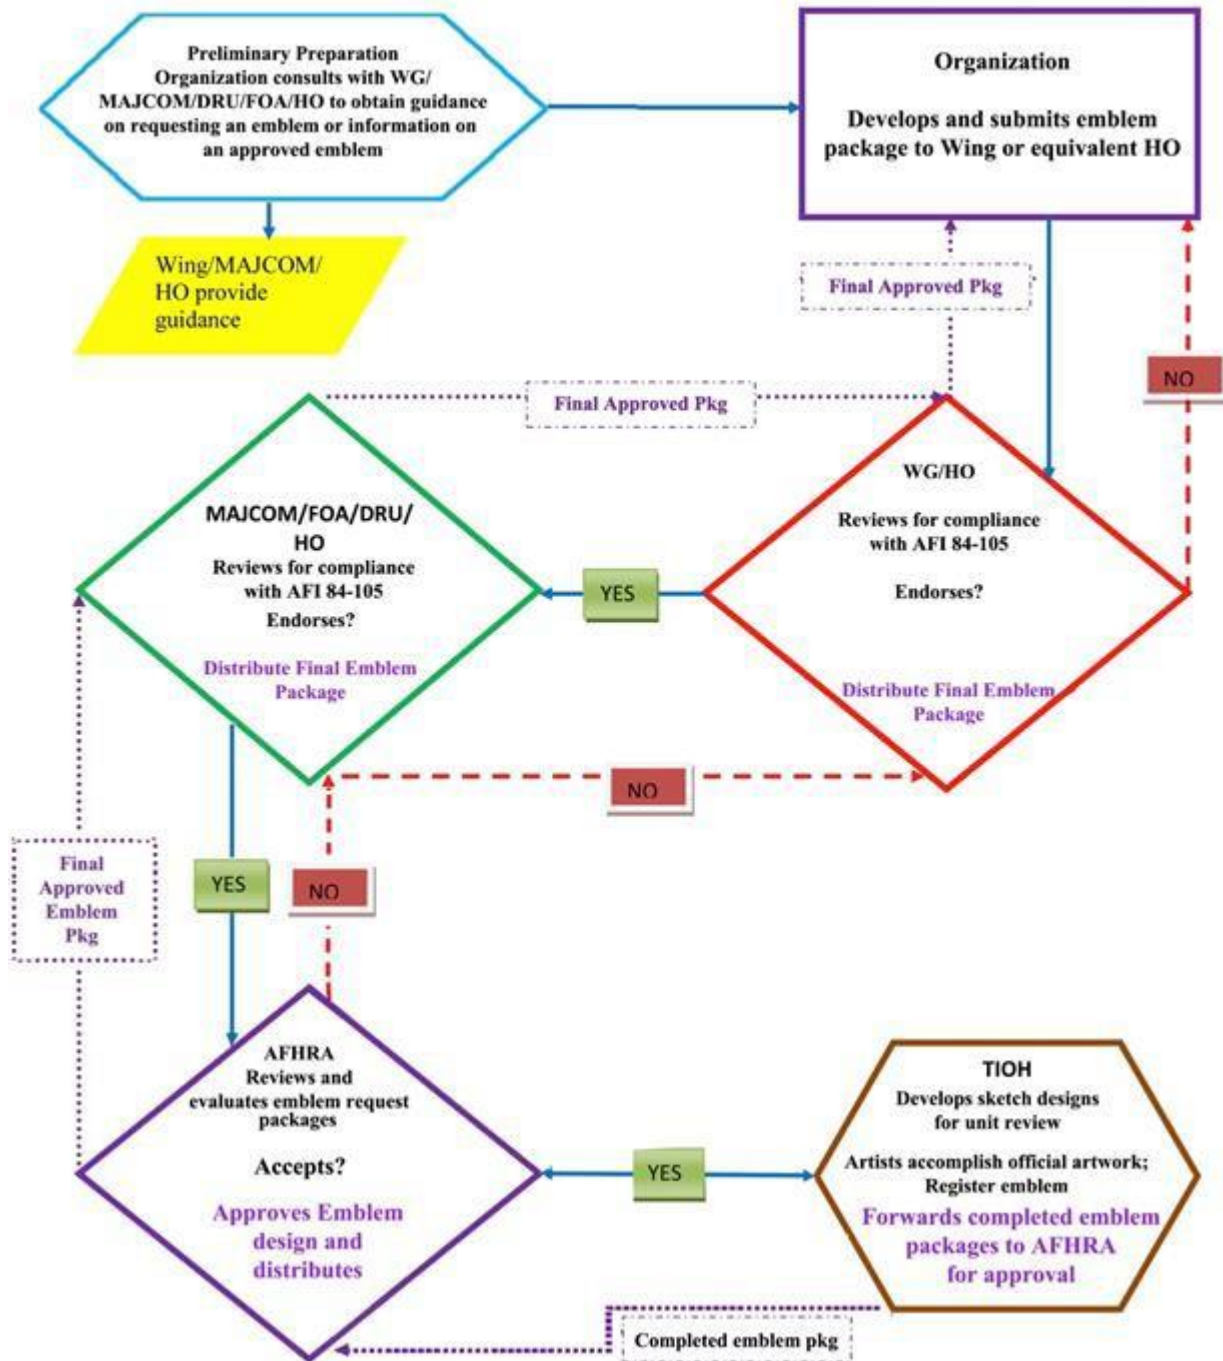 Preliminary Preparation
Organization consults with WG/
MAJCOM/DRU/FOA/HO to obtain guidance
on requesting an emblem or information on
an approved emblem
Organization
Develops and submits emblem
package to Wing or equivalent HO
Wing/MAJCOM/
HO provide
guidance
Final Approved Pkg
NO
Final Approved Pkg
WG/HO
Reviews for compliance
with AFI 84-105
Endorses?
Distribute Final Emblem
Package
YES
MAJCOM/FOA/DRU/
HO
Reviews for compliance
with AFI 84-105
Endorses?
Distribute Final Emblem
Package
NO
Final
Approved
Emblem
Pkg
YES
NO
AFHRA
Reviews and
evaluates emblem request
packages
Accepts?
Approves Emblem
design and
distributes
YES
TIOH
Develops sketch designs
for unit review
Artists accomplish official artwork;
Register emblem
Forwards completed emblem
packages to AFHRA
for approval
Completed emblem pkg